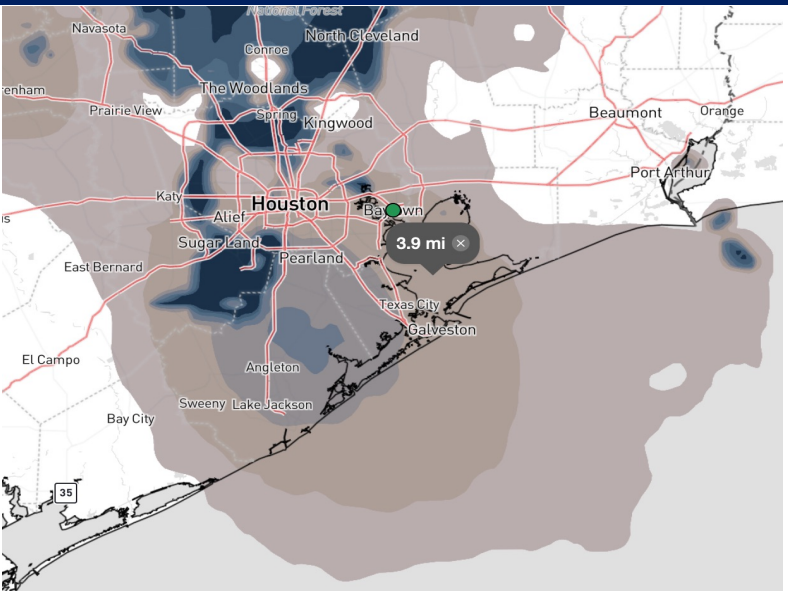 National Forest
Navasota
North Cleveland
Conroe
renham
The Woodlands
Prairie View
Spring
Kingwood
Beaumont
Orange
Port Arthur
Katy
Houston
is
Alief
Sugar Land
Pearland
3.9 mi ×
East Bernard
Texas City
Galveston
El Campo
Angleton
Sweeny
Lake Jackson
Bay City
35